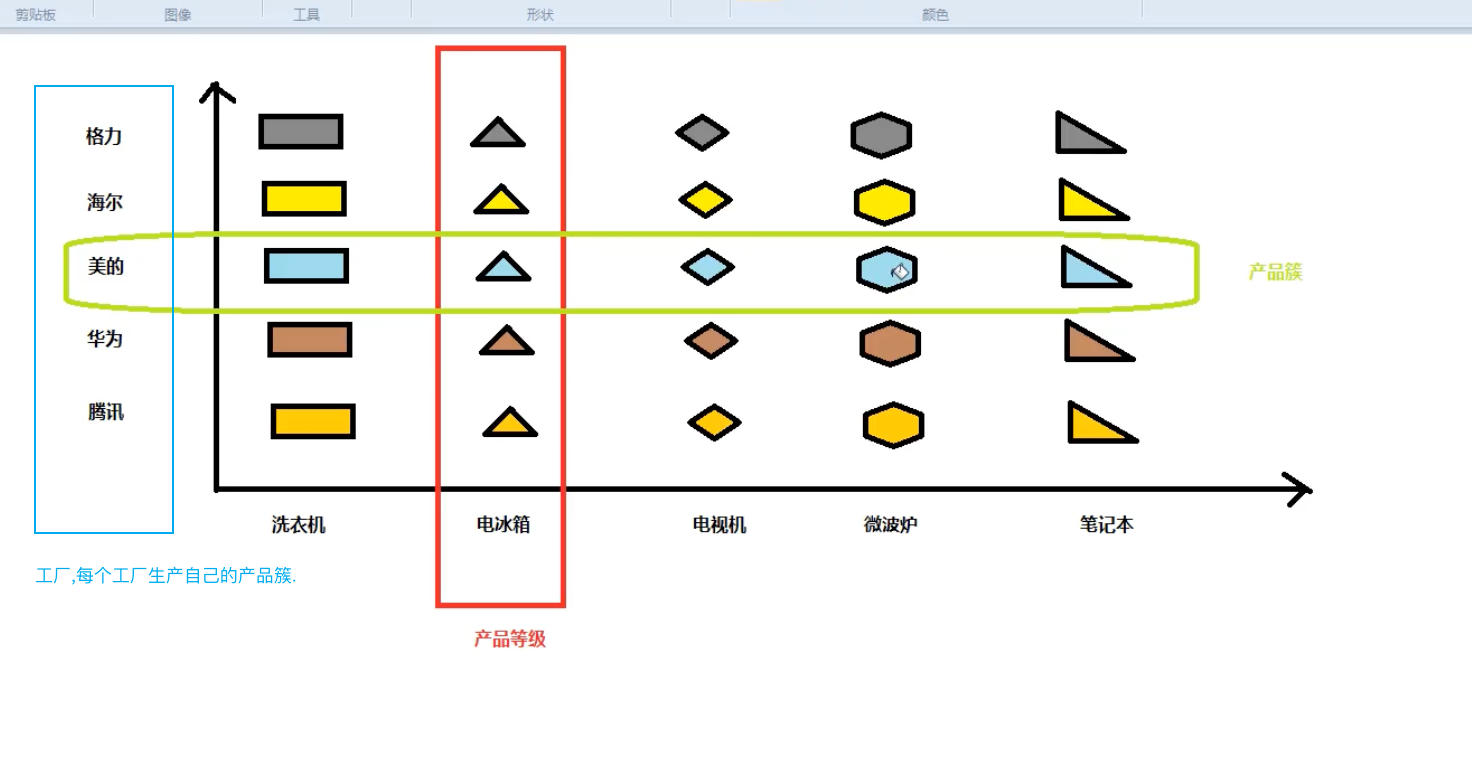 剪贴板 图像 工具 形状 颜色
格力
海尔
美的
产品簇
华为
腾讯
洗衣机 电冰箱 电视机 微波炉 笔记本
工厂,每个工厂生产自己的产品簇.
产品等级